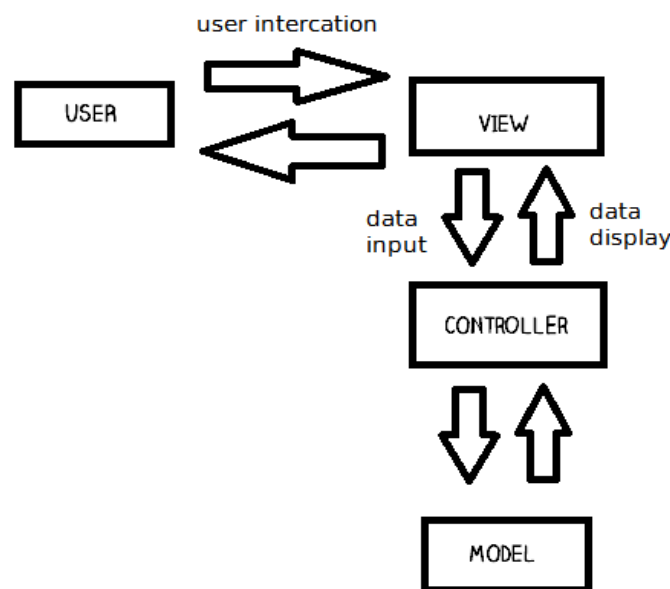 user intercation
USER
VIEW
data
input
data
display
CONTROLLER
MODEL